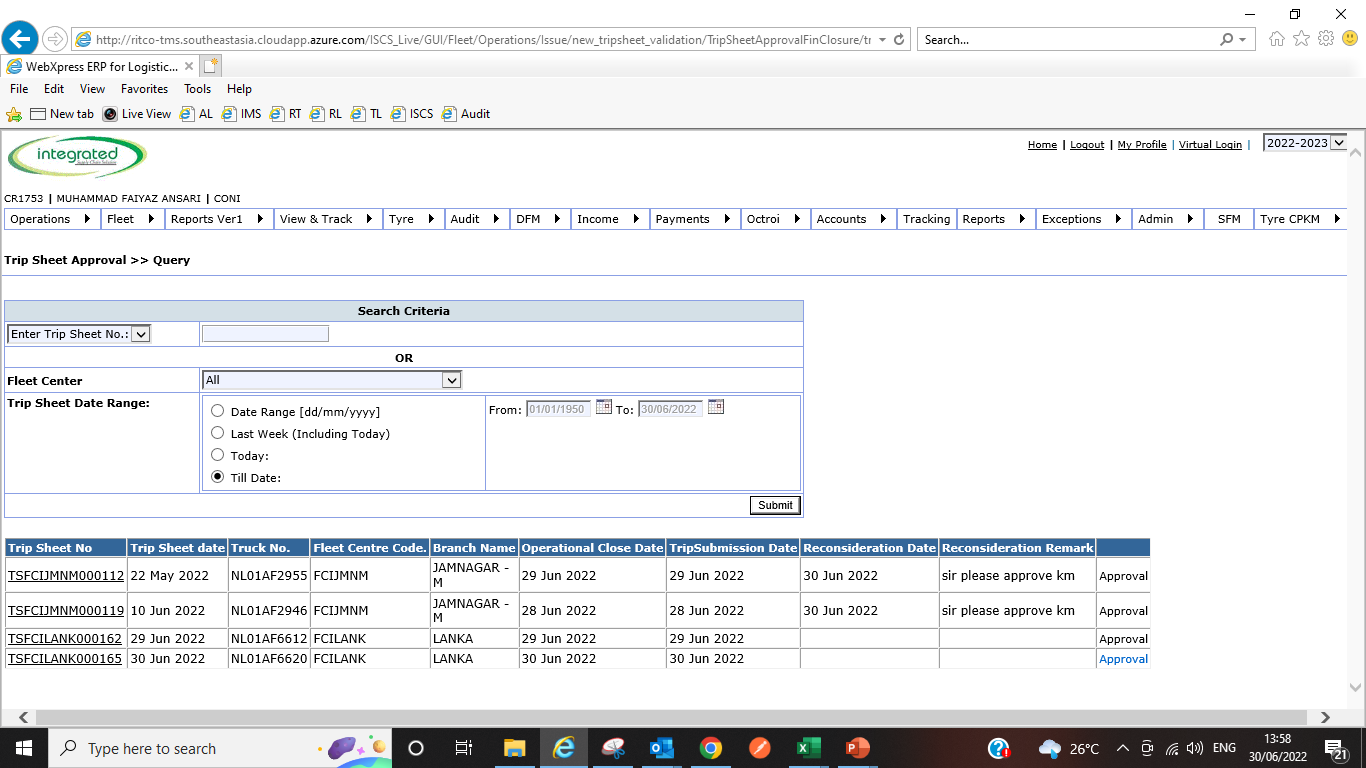 http://ritco-tms.southeastasia.cloudapp.azure.com/ISCS_Live/GUI/Fleet/Operations/Issue/new_tripsheet_validation/TripSheetApprovalFinClosure/tr
Search...
WebXpress ERP for Logistic...
File Edit View Favorites Tools Help
New tab Live View AL IMS RT RL TL ISCS Audit
integrated
Home | Logout | My Profile | Virtual Login | 2022-2023
CR1753 | MUHAMMAD FAIYAZ ANSARI | CONI
Operations Fleet Reports Ver1 View & Track Tyre Audit DFM Income Payments Octroi Accounts Tracking Reports Exceptions Admin SFM Tyre CPKM
Trip Sheet Approval >> Query
Search Criteria
Enter Trip Sheet No.:
OR
Fleet Center All
Trip Sheet Date Range:
Date Range [dd/mm/yyyy] From: 01/01/1950 To: 30/06/2022
Last Week (Including Today)
Today:
Till Date:
Submit
Trip Sheet No Trip Sheet date Truck No. Fleet Centre Code. Branch Name Operational Close Date TripSubmission Date Reconsideration Date Reconsideration Remark
TSFCIJMNM000112 22 May 2022 NL01AF2955 FCIJMNM JAMNAGAR - M 29 Jun 2022 29 Jun 2022 30 Jun 2022 sir please approve km Approval
TSFCIJMNM000119 10 Jun 2022 NL01AF2946 FCIJMNM JAMNAGAR - M 28 Jun 2022 28 Jun 2022 30 Jun 2022 sir please approve km Approval
TSFCILANK000162 29 Jun 2022 NL01AF6612 FCILANK LANKA 29 Jun 2022 29 Jun 2022 Approval
TSFCILANK000165 30 Jun 2022 NL01AF6620 FCILANK LANKA 30 Jun 2022 30 Jun 2022 Approval
Type here to search
26°C ENG
13:58
30/06/2022
21